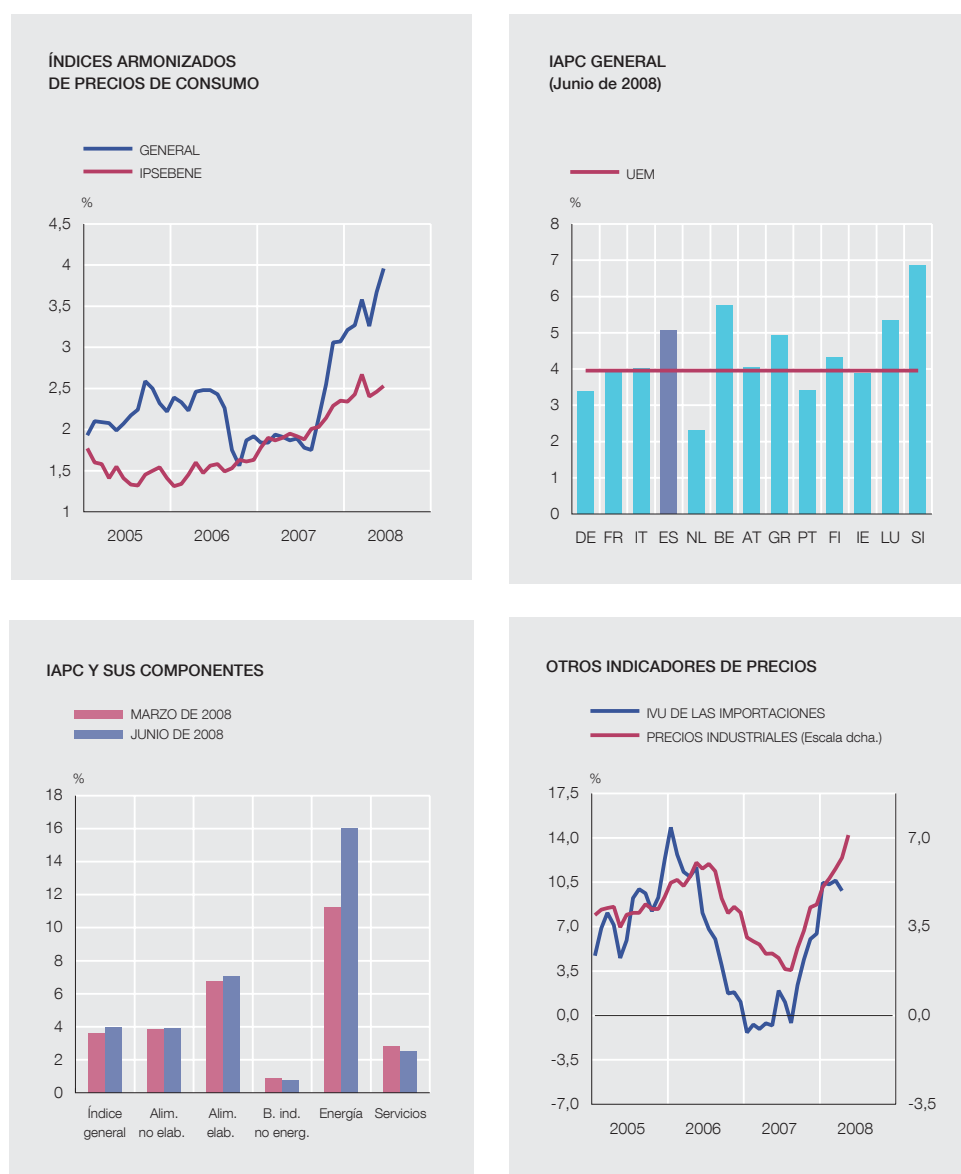 ÍNDICES ARMONIZADOS
DE PRECIOS DE CONSUMO
GENERAL
IPSEBENE
%
4,5
4
3,5
3
2,5
2
1,5
1
2005 2006 2007 2008
IAPC GENERAL
(Junio de 2008)
UEM
%
8
7
6
5
4
3
2
1
0
DE FR IT ES NL BE AT GR PT FI IE LU SI
IAPC Y SUS COMPONENTES
MARZO DE 2008
JUNIO DE 2008
%
18
16
14
12
10
8
6
4
2
0
Índice Alim. Alim. B. ind. Energía Servicios
general no elab. elab. no energ.
OTROS INDICADORES DE PRECIOS
IVU DE LAS IMPORTACIONES
PRECIOS INDUSTRIALES (Escala dcha.)
%
17,5
14,0 7,0
10,5
7,0 3,5
3,5
0,0 0,0
-3,5
-7,0 -3,5
2005 2006 2007 2008